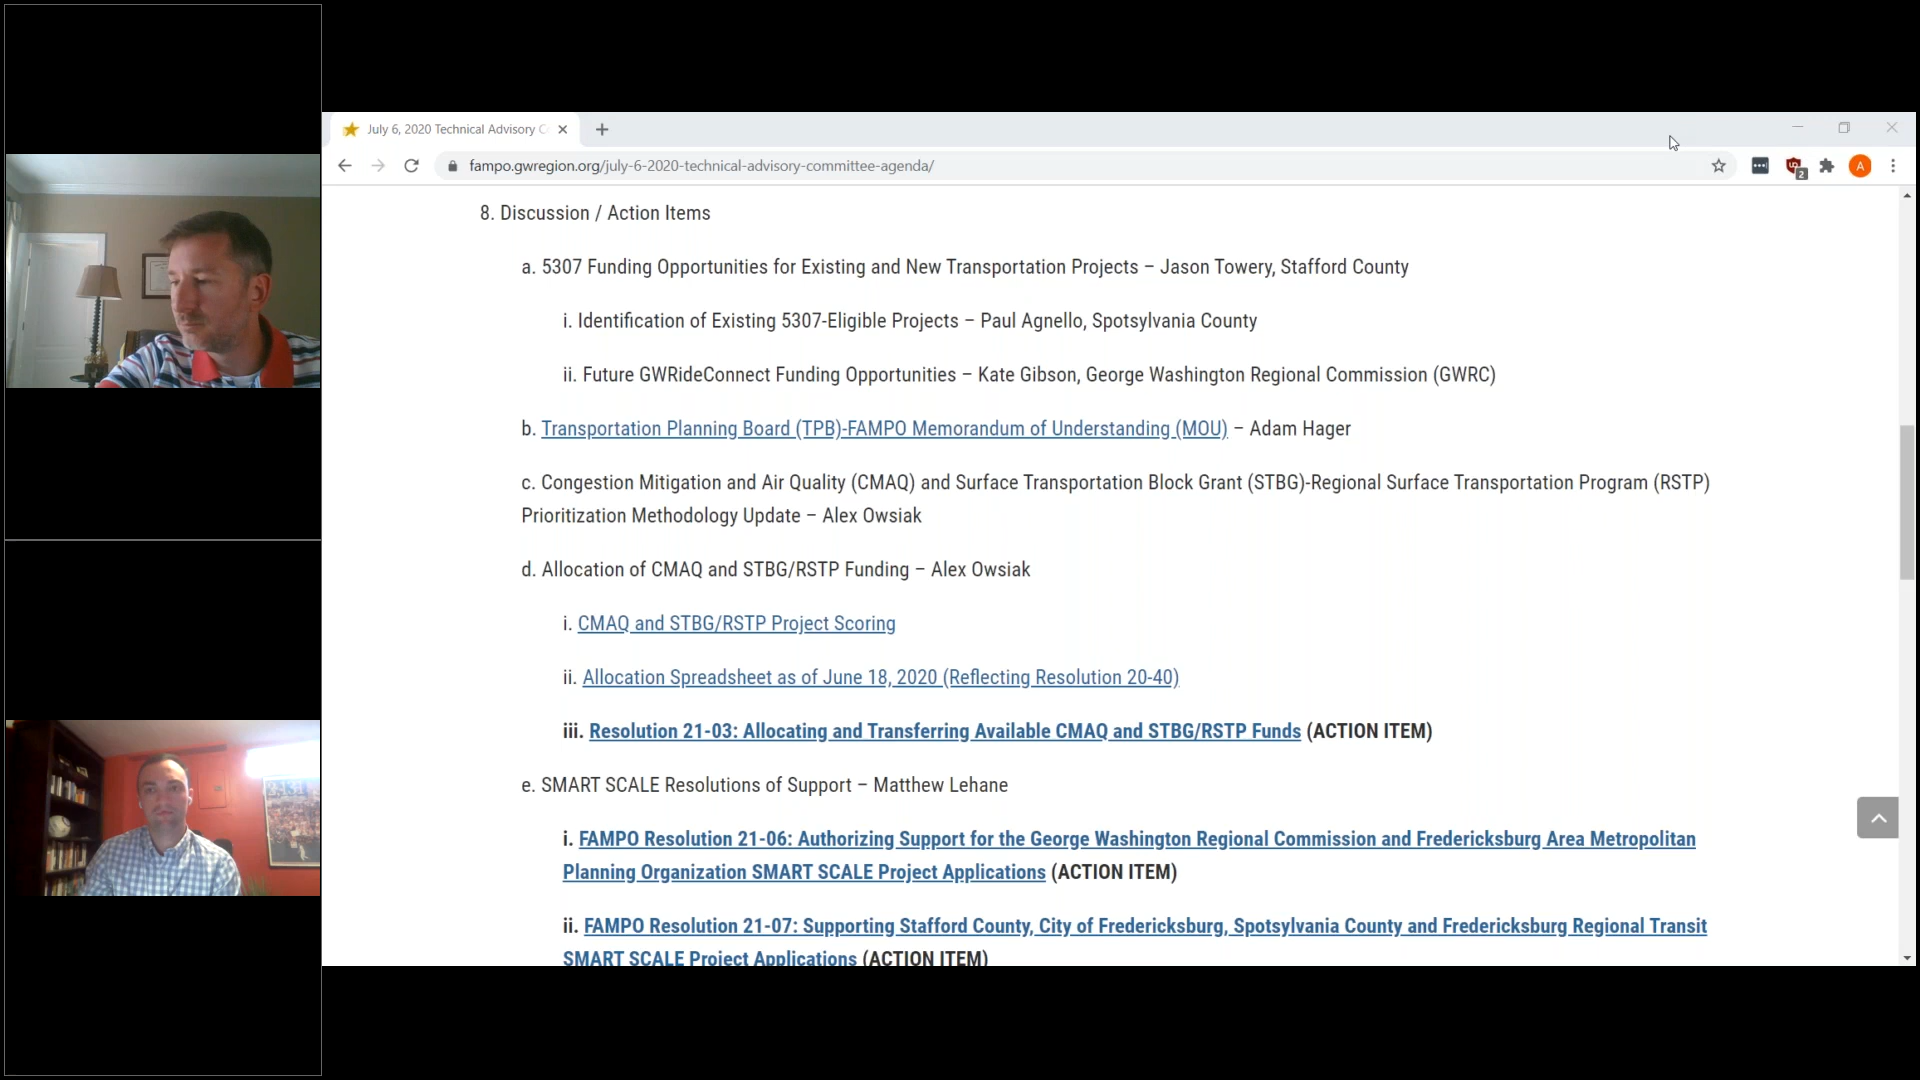 July 6, 2020 Technical Advisory C
fampo.gwregion.org/july-6-2020-technical-advisory-committee-agenda/
2
A
8. Discussion / Action Items
a. 5307 Funding Opportunities for Existing and New Transportation Projects – Jason Towery, Stafford County
i. Identification of Existing 5307-Eligible Projects – Paul Agnello, Spotsylvania County
ii. Future GWRideConnect Funding Opportunities – Kate Gibson, George Washington Regional Commission (GWRC)
b. Transportation Planning Board (TPB)-FAMPO Memorandum of Understanding (MOU) – Adam Hager
c. Congestion Mitigation and Air Quality (CMAQ) and Surface Transportation Block Grant (STBG)-Regional Surface Transportation Program (RSTP)
Prioritization Methodology Update – Alex Owsiak
d. Allocation of CMAQ and STBG/RSTP Funding – Alex Owsiak
i. CMAQ and STBG/RSTP Project Scoring
ii. Allocation Spreadsheet as of June 18, 2020 (Reflecting Resolution 20-40)
iii. Resolution 21-03: Allocating and Transferring Available CMAQ and STBG/RSTP Funds (ACTION ITEM)
e. SMART SCALE Resolutions of Support – Matthew Lehane
i. FAMPO Resolution 21-06: Authorizing Support for the George Washington Regional Commission and Fredericksburg Area Metropolitan
Planning Organization SMART SCALE Project Applications (ACTION ITEM)
ii. FAMPO Resolution 21-07: Supporting Stafford County, City of Fredericksburg, Spotsylvania County and Fredericksburg Regional Transit
SMART SCALE Project Applications (ACTION ITEM)